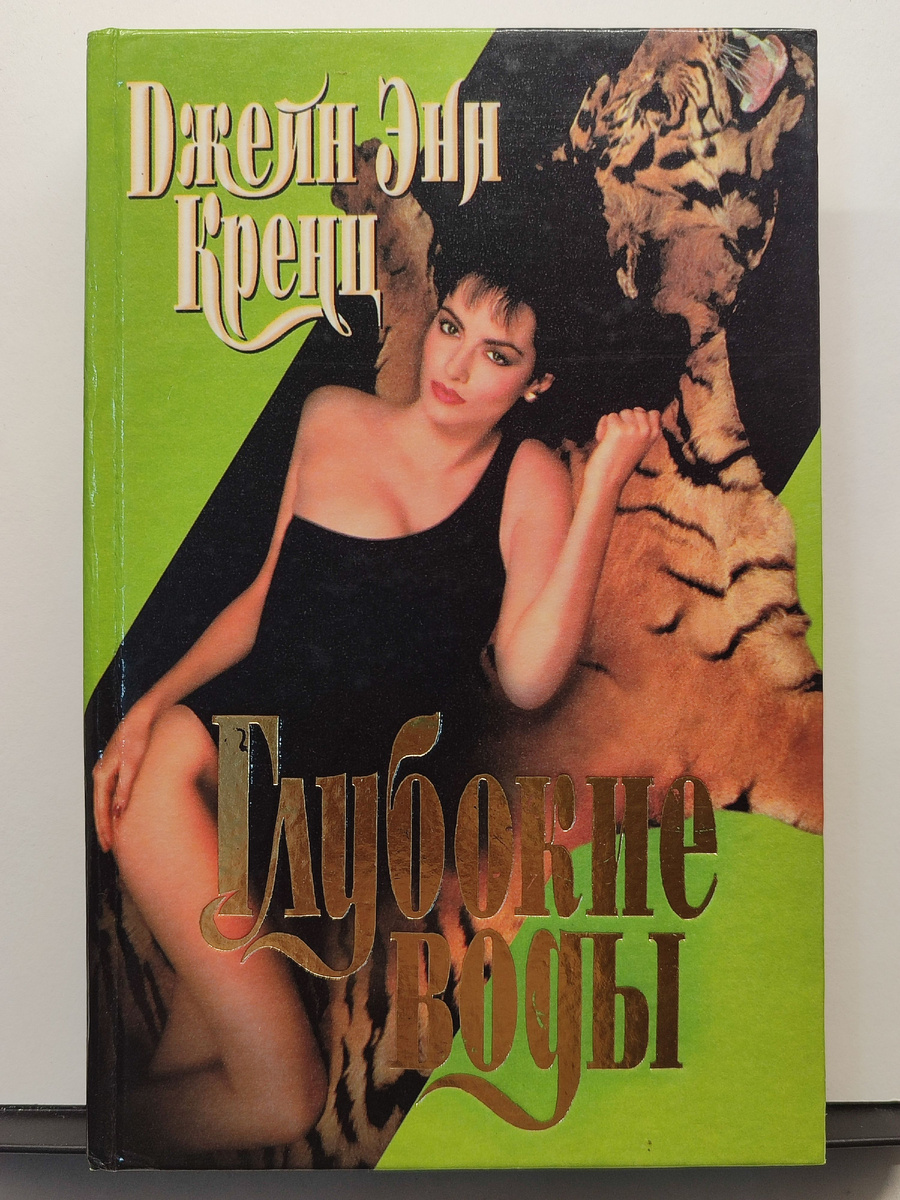 Джейн Энн
Кренц
Глубокие
воды